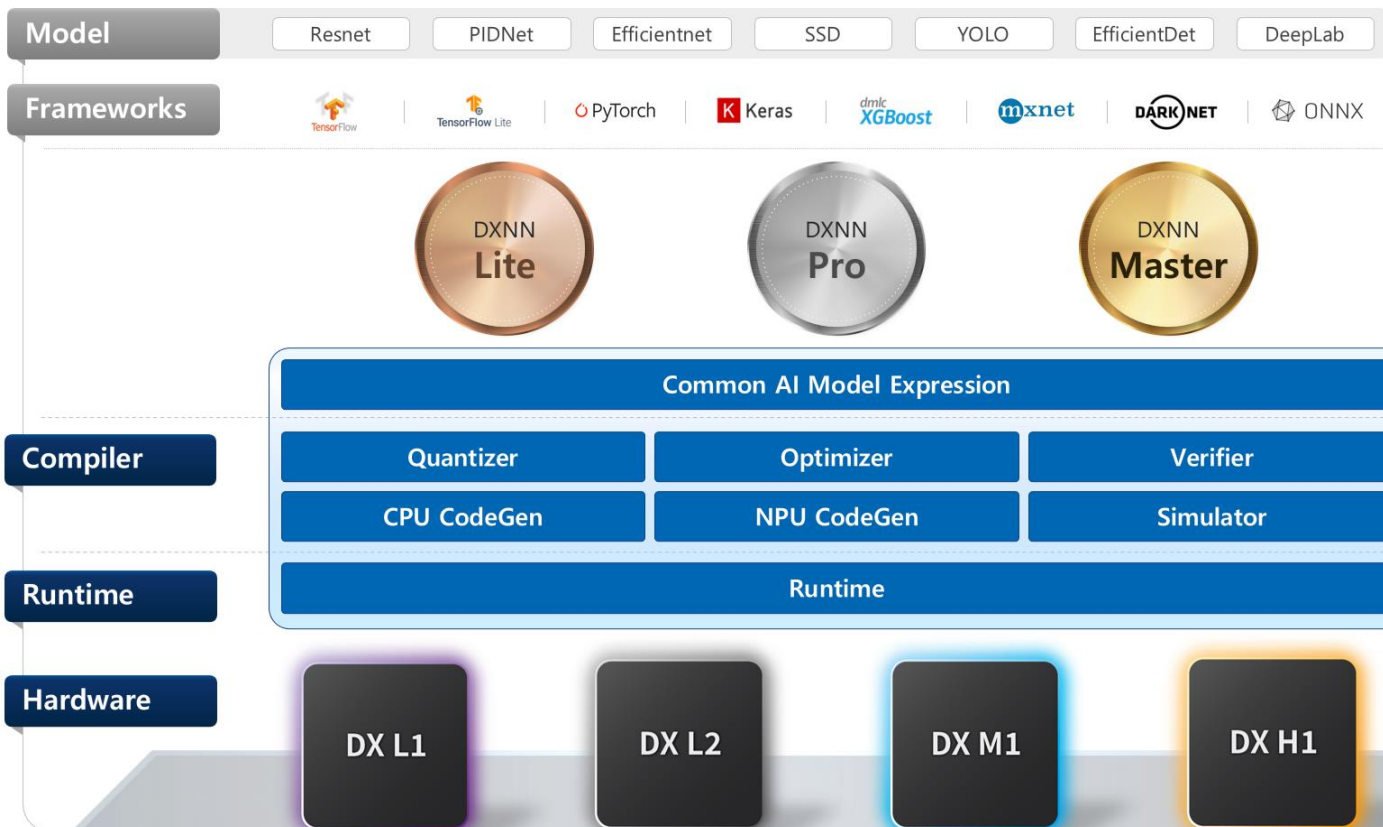 Model
Resnet PIDNet Efficientnet SSD YOLO EfficientDet DeepLab
Frameworks
TensorFlow TensorFlow Lite PyTorch K Keras dmlc XGBoost mxnet DARKNET ONNX
DXNN Lite
DXNN Pro
DXNN Master
Common AI Model Expression
Compiler
Quantizer Optimizer Verifier
CPU CodeGen NPU CodeGen Simulator
Runtime
Runtime
Hardware
DX L1 DX L2 DX M1 DX H1